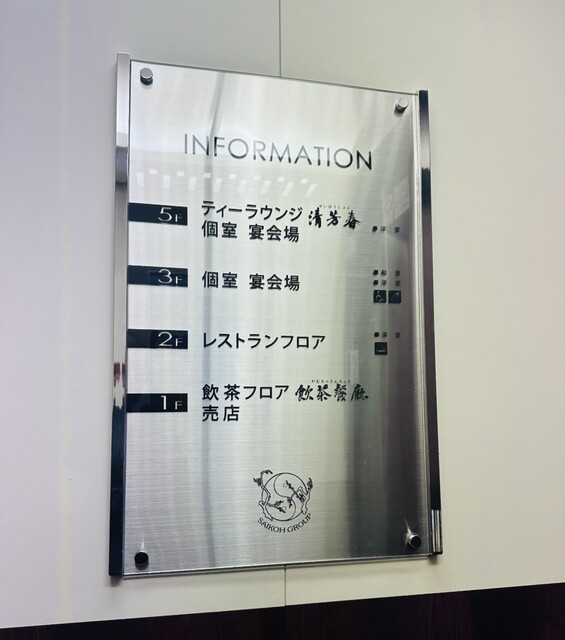 INFORMATION
5F ティーラウンジ 清芳春
個室 宴会場
3F 個室 宴会場
2F レストランフロア
1F 飲茶フロア 飲茶餐廳
売店
SAIKOH GROUP